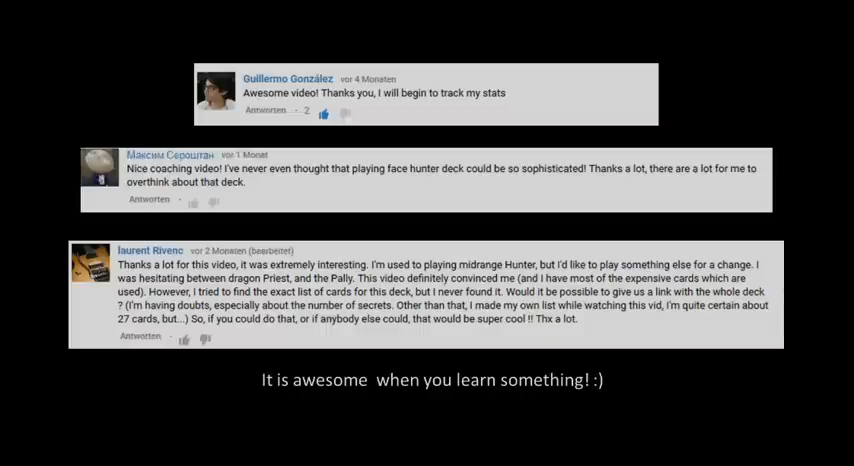 Guillermo González vor 4 Monaten
Awesome video! Thanks you, I will begin to track my stats
Antworten · 2
Максим Сероштан vor 1 Monat
Nice coaching video! I've never even thought that playing face hunter deck could be so sophisticated! Thanks a lot, there are a lot for me to
overthink about that deck.
Antworten ·
laurent Rivenc vor 2 Monaten (bearbeitet)
Thanks a lot for this video, it was extremely interesting. I'm used to playing midrange Hunter, but I'd like to play something else for a change. I
was hesitating between dragon Priest, and the Pally. This video definitely convinced me (and I have most of the expensive cards which are
used). However, I tried to find the exact list of cards for this deck, but I never found it. Would it be possible to give us a link with the whole deck
? (I'm having doubts, especially about the number of secrets. Other than that, I made my own list while watching this vid, I'm quite certain about
27 cards, but...) So, if you could do that, or if anybody else could, that would be super cool !! Thx a lot.
Antworten ·
It is awesome when you learn something! :)